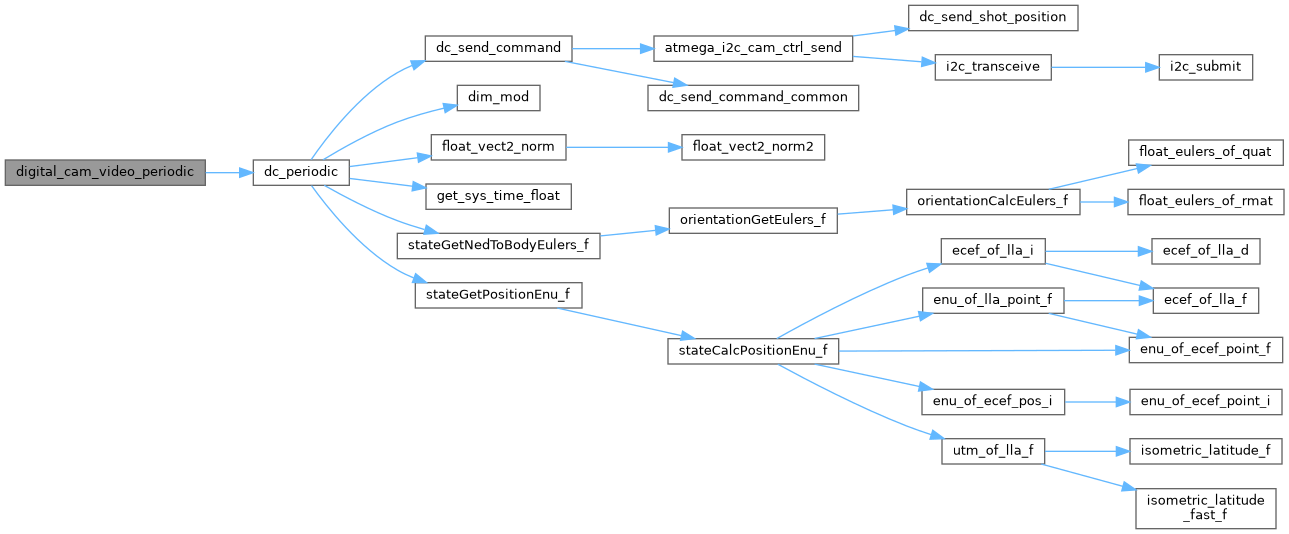 digital_cam_video_periodic
dc_periodic
dc_send_command
dim_mod
float_vect2_norm
get_sys_time_float
stateGetNedToBodyEulers_f
stateGetPositionEnu_f
atmega_i2c_cam_ctrl_send
dc_send_command_common
float_vect2_norm2
orientationGetEulers_f
stateCalcPositionEnu_f
dc_send_shot_position
i2c_transceive
orientationCalcEulers_f
ecef_of_lla_i
enu_of_lla_point_f
enu_of_ecef_pos_i
utm_of_lla_f
i2c_submit
float_eulers_of_quat
float_eulers_of_rmat
ecef_of_lla_d
ecef_of_lla_f
enu_of_ecef_point_f
enu_of_ecef_point_i
isometric_latitude_f
isometric_latitude
_fast_f